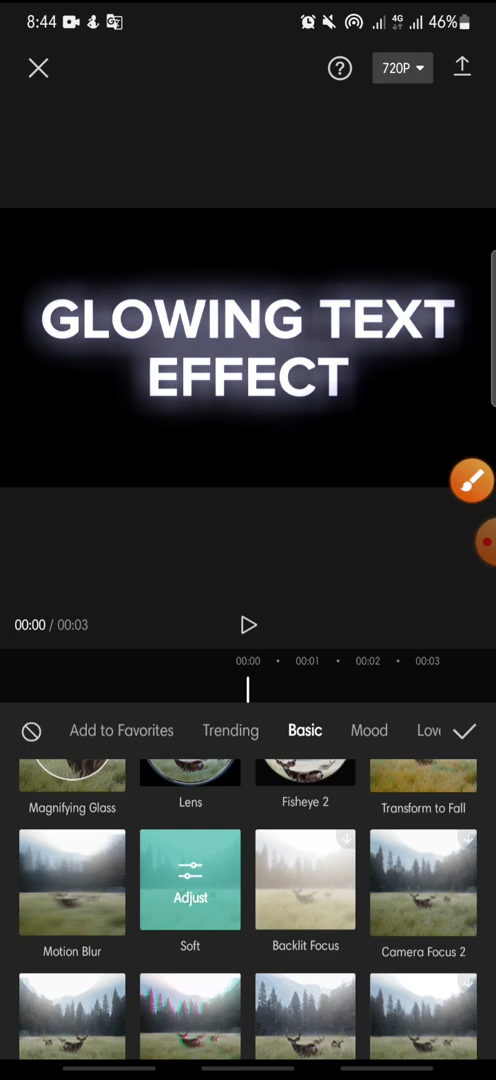 8:44 4G 46%
720P
GLOWING TEXT
EFFECT
00:00 / 00:03
00:00 00:01 00:02 00:03
Add to Favorites Trending Basic Mood Lov
Magnifying Glass Lens Fisheye 2 Transform to Fall
Adjust
Motion Blur Soft Backlit Focus Camera Focus 2